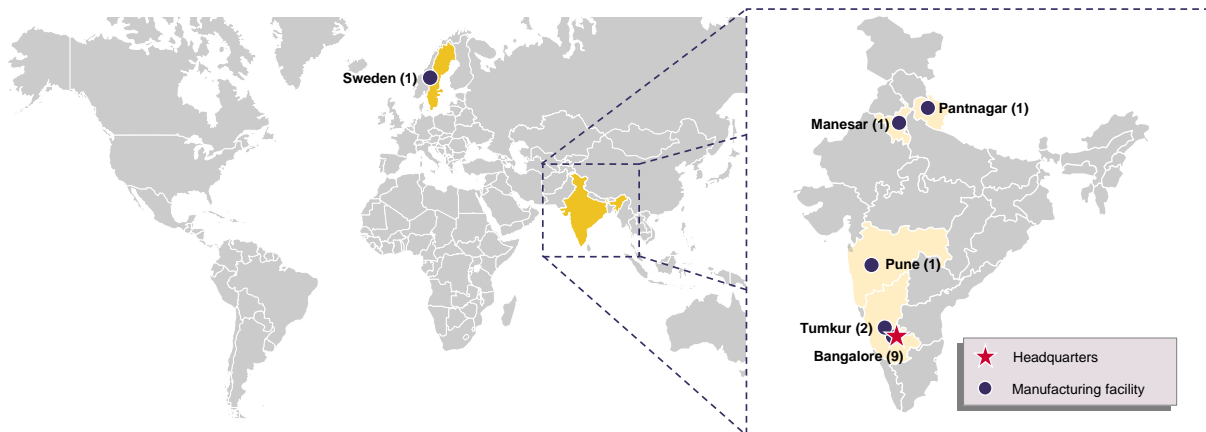 Sweden (1)
Pantnagar (1)
Manesar (1)
Pune (1)
Tumkur (2)
Bangalore (9)
Headquarters
Manufacturing facility